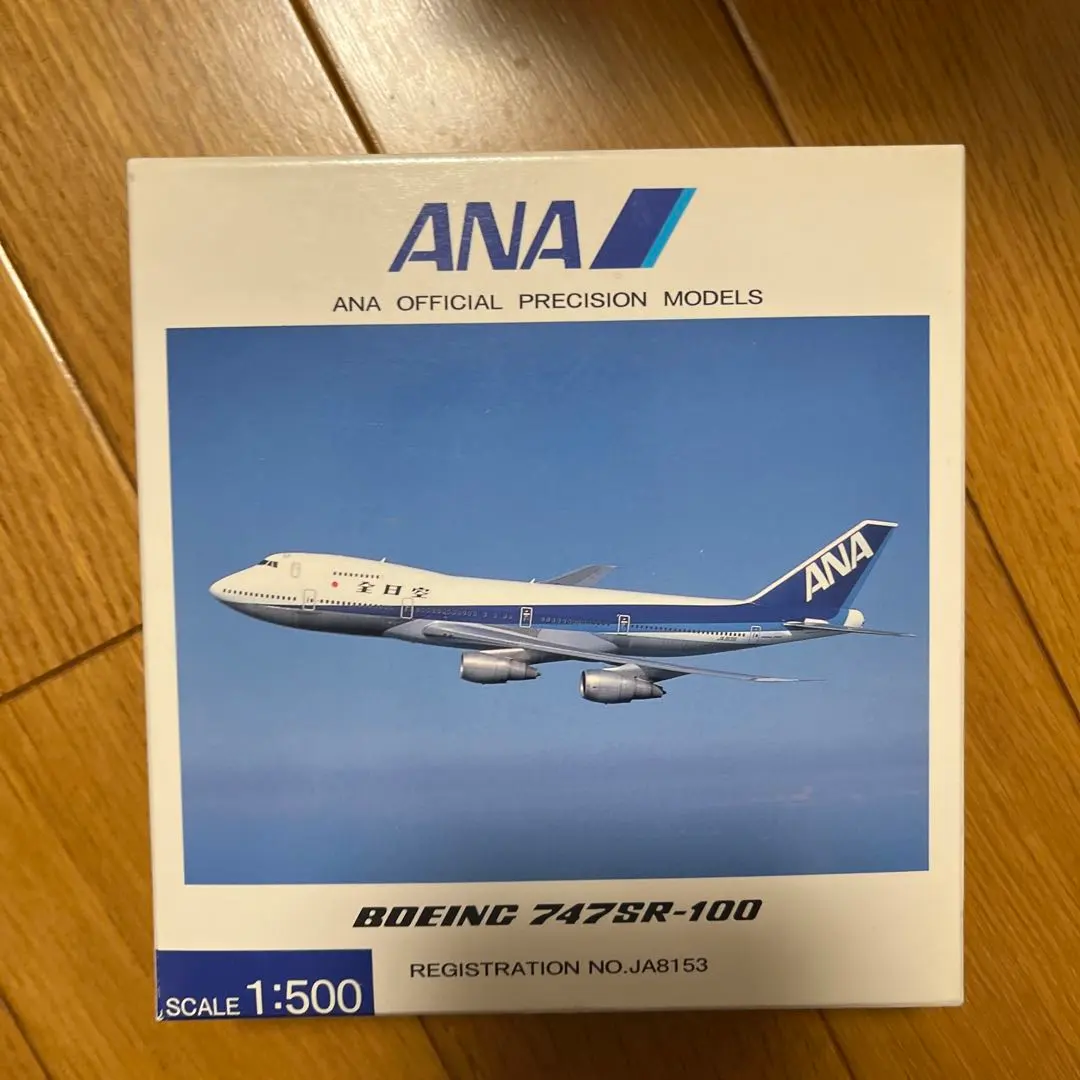 ANA
ANA OFFICIAL PRECISION MODELS
全日空
ANA
BOEING 747SR-100
REGISTRATION NO.JA8153
SCALE 1:500